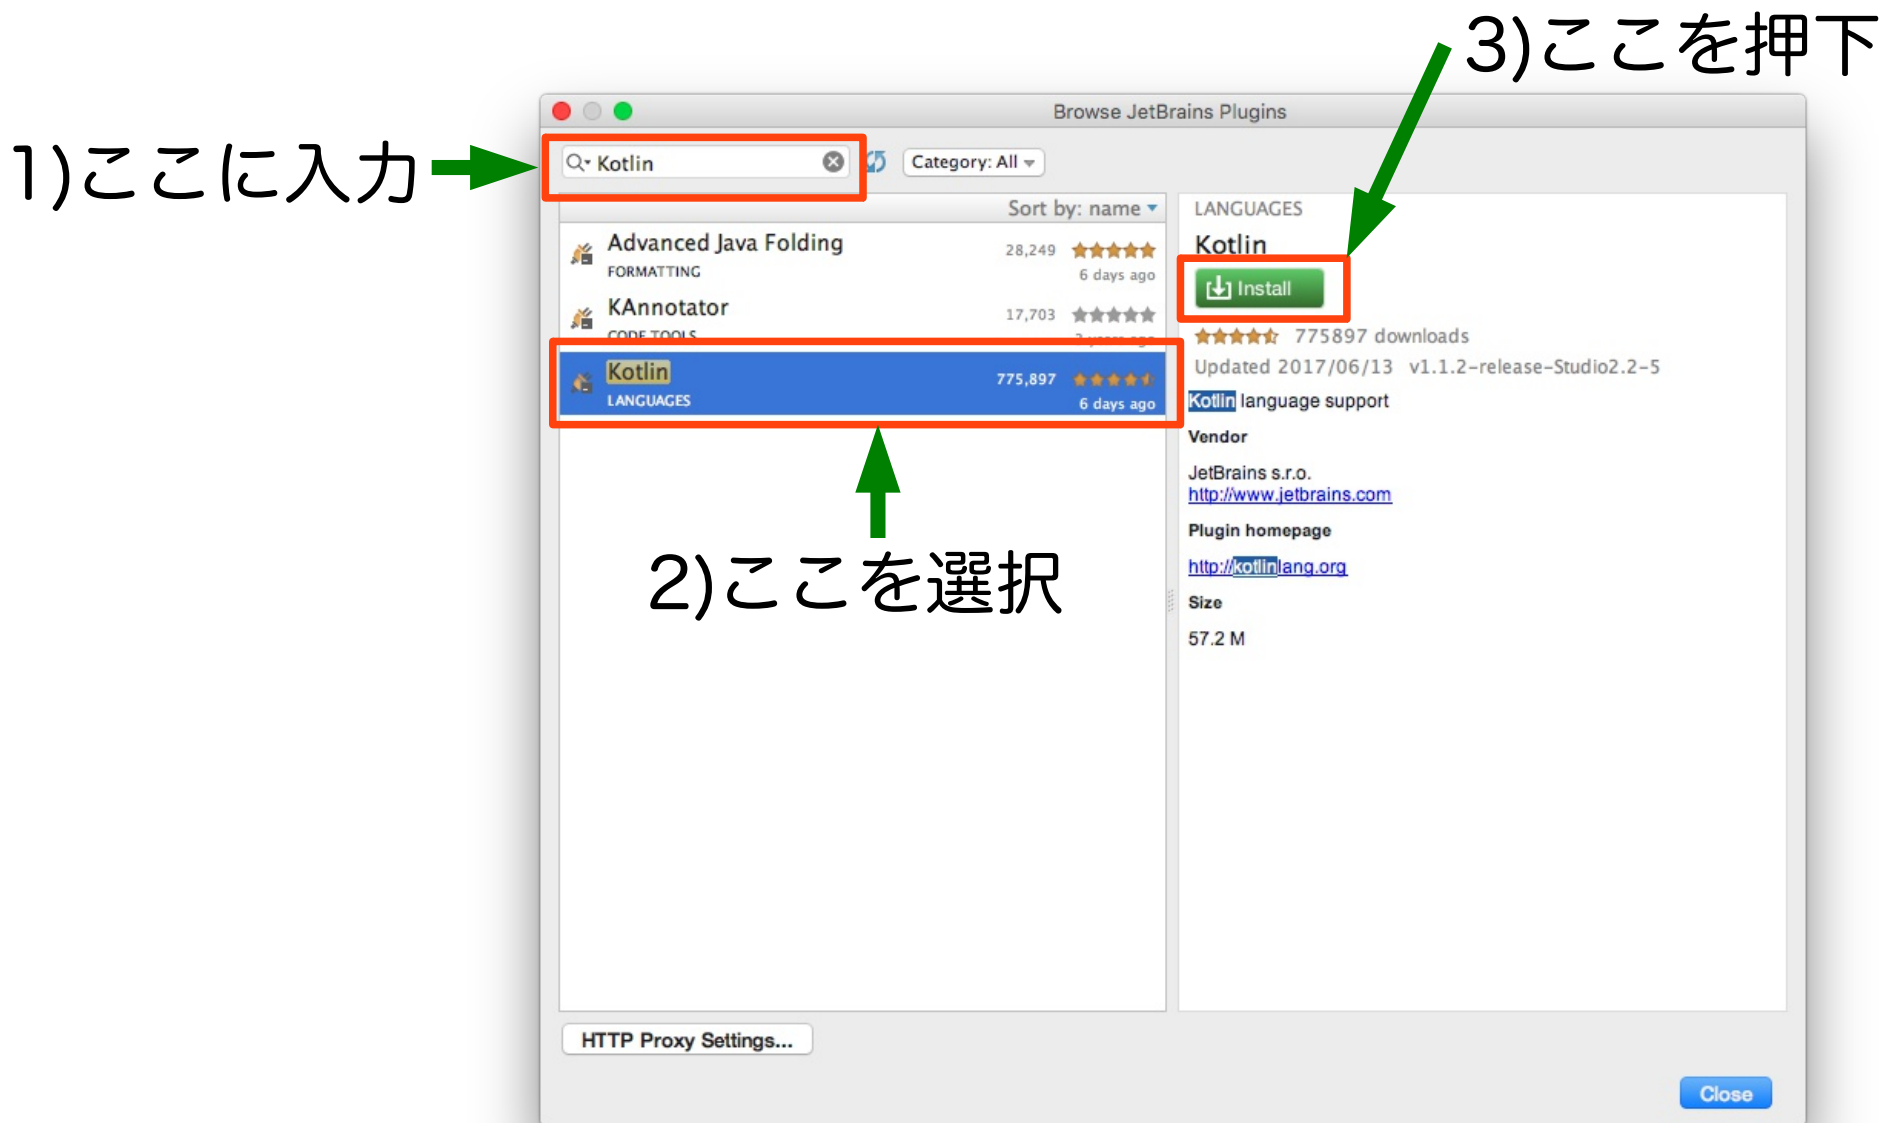 3)ここを押下
Browse JetBrains Plugins
1)ここに入力
Kotlin
Category: All
Sort by: name
Advanced Java Folding
28,249
FORMATTING
6 days ago
KAnnotator
17,703
CODE TOOLS
Kotlin
775,897
LANGUAGES
6 days ago
2)ここを選択
LANGUAGES
Kotlin
Install
775897 downloads
Updated 2017/06/13 v1.1.2-release-Studio2.2-5
Kotlin language support
Vendor
JetBrains s.r.o.
http://www.jetbrains.com
Plugin homepage
http://kotlinlang.org
Size
57.2 M
HTTP Proxy Settings...
Close